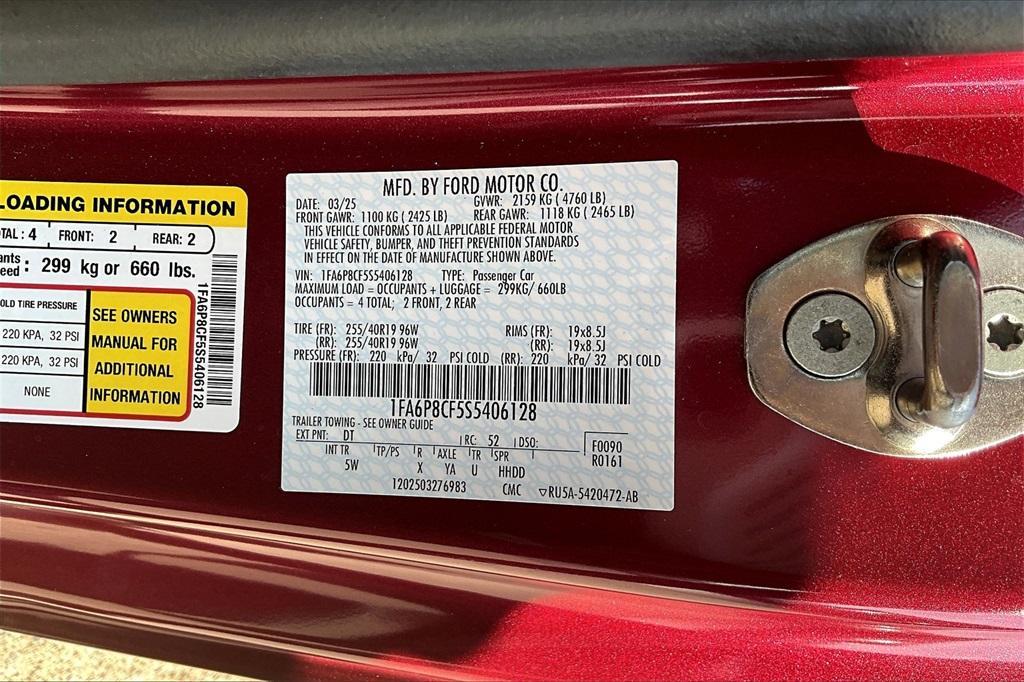 LOADING INFORMATION
: 4 FRONT: 2 REAR: 2
: 299 kg or 660 lbs.
TIRE PRESSURE
220 KPA, 32 PSI
220 KPA, 32 PSI
NONE
SEE OWNERS
MANUAL FOR
ADDITIONAL
INFORMATION
1FA6P8CF5S5406128
MFD. BY FORD MOTOR CO.
DATE: 03/25 GVWR: 2159 KG ( 4760 LB)
FRONT GAWR: 1100 KG ( 2425 LB) REAR GAWR: 1118 KG ( 2465 LB)
THIS VEHICLE CONFORMS TO ALL APPLICABLE FEDERAL MOTOR
VEHICLE SAFETY, BUMPER, AND THEFT PREVENTION STANDARDS
IN EFFECT ON THE DATE OF MANUFACTURE SHOWN ABOVE.
VIN: 1FA6P8CF5S5406128 TYPE: Passenger Car
MAXIMUM LOAD = OCCUPANTS + LUGGAGE = 299KG/ 660LB
OCCUPANTS = 4 TOTAL; 2 FRONT, 2 REAR
TIRE (FR): 255/40R19 96W RIMS (FR): 19x8.5J
(RR): 255/40R19 96W (RR): 19x8.5J
PRESSURE (FR): 220 kPa/ 32 PSI COLD (RR): 220 kPa/ 32 PSI COLD
1FA6P8CF5S5406128
TRAILER TOWING - SEE OWNER GUIDE
EXT PNT: DT RC: 52 DSO: F0090
INT TR TP/PS R AXLE TR SPR R0161
5W X YA U HHDD
1202503276983 CMC ▽RU5A-5420472-AB